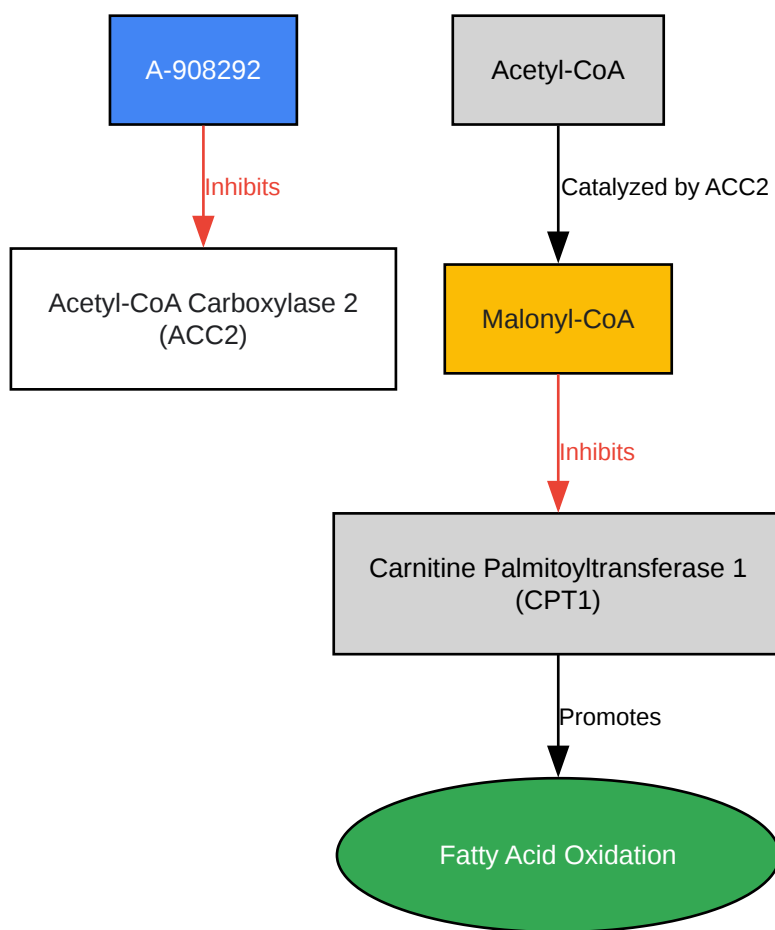 A-908292
Acetyl-CoA
Inhibits
Catalyzed by ACC2
Acetyl-CoA Carboxylase 2
(ACC2)
Malonyl-CoA
Inhibits
Carnitine Palmitoyltransferase 1
(CPT1)
Promotes
Fatty Acid Oxidation